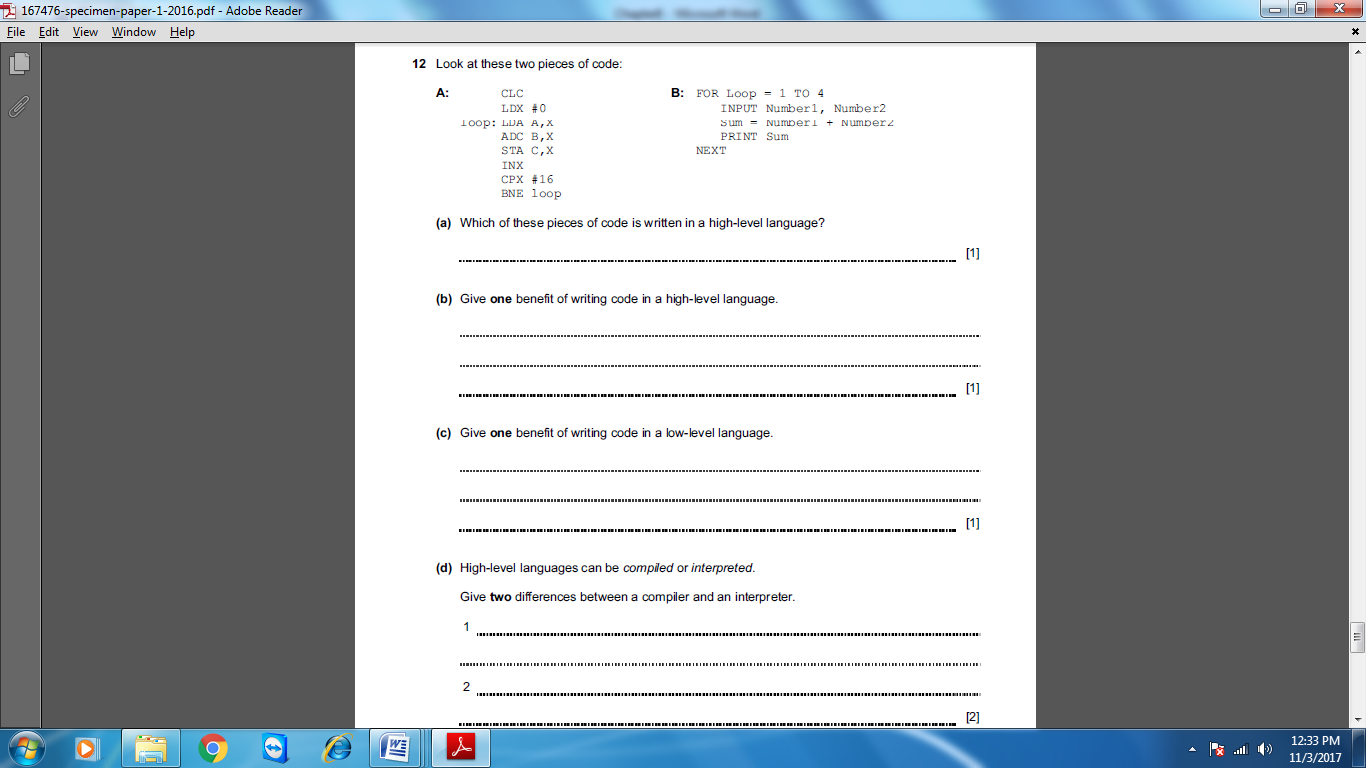 167476-specimen-paper-1-2016.pdf - Adobe Reader
File Edit View Window Help
12 Look at these two pieces of code:
A: CLC B: FOR Loop = 1 TO 4
LDX #0 INPUT Number1, Number2
loop: LDA A,X Sum = Number1 + Number2
ADC B,X PRINT Sum
STA C,X NEXT
INX
CPX #16
BNE loop
(a) Which of these pieces of code is written in a high-level language?
[1]
(b) Give one benefit of writing code in a high-level language.
[1]
(c) Give one benefit of writing code in a low-level language.
[1]
(d) High-level languages can be compiled or interpreted.
Give two differences between a compiler and an interpreter.
1
2
[2]
12:33 PM
11/3/2017